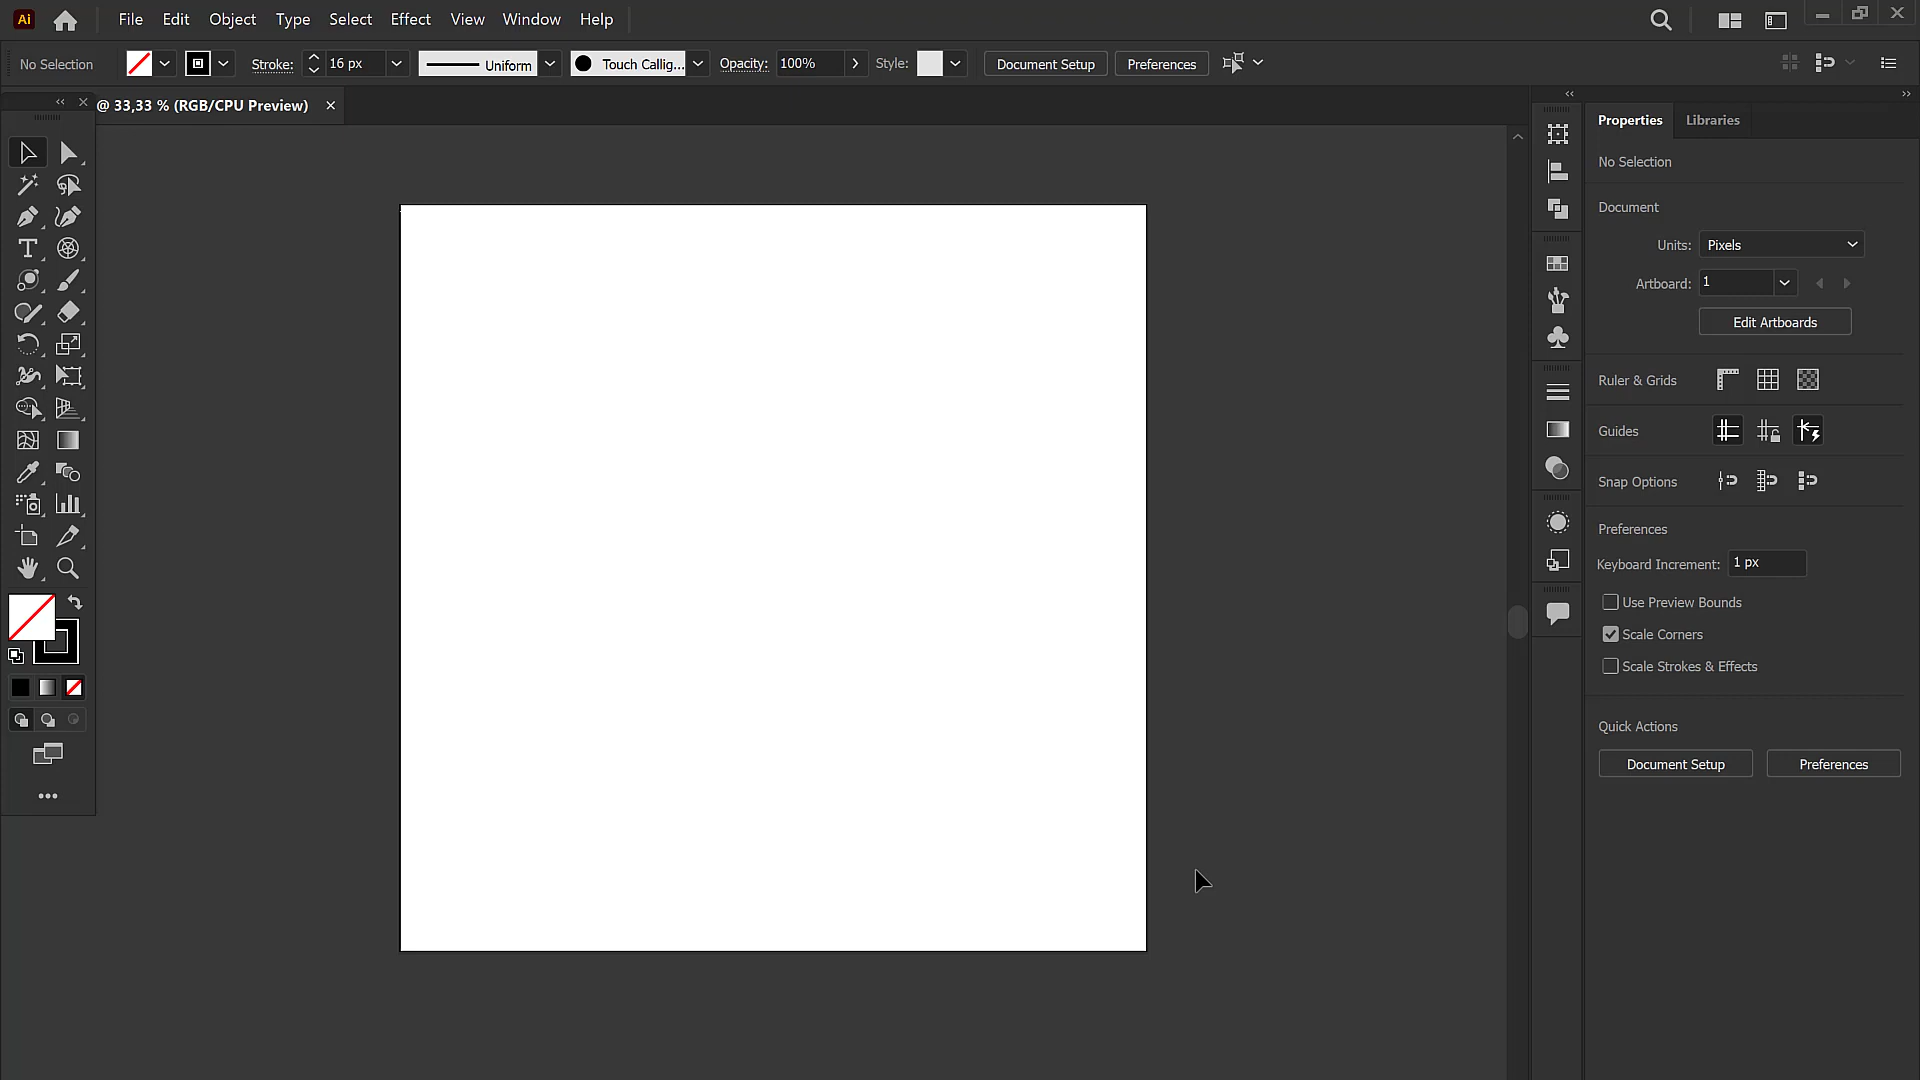 Ai
File Edit Object Type Select Effect View Window Help
No Selection Stroke: 16 px Uniform Touch Callig... Opacity: 100% Style: Document Setup Preferences
@ 33,33 % (RGB/CPU Preview)
Properties Libraries
No Selection
Document
Units: Pixels
Artboard: 1
Edit Artboards
Ruler & Grids
Guides
Snap Options
Preferences
Keyboard Increment: 1 px
Use Preview Bounds
Scale Corners
Scale Strokes & Effects
Quick Actions
Document Setup Preferences